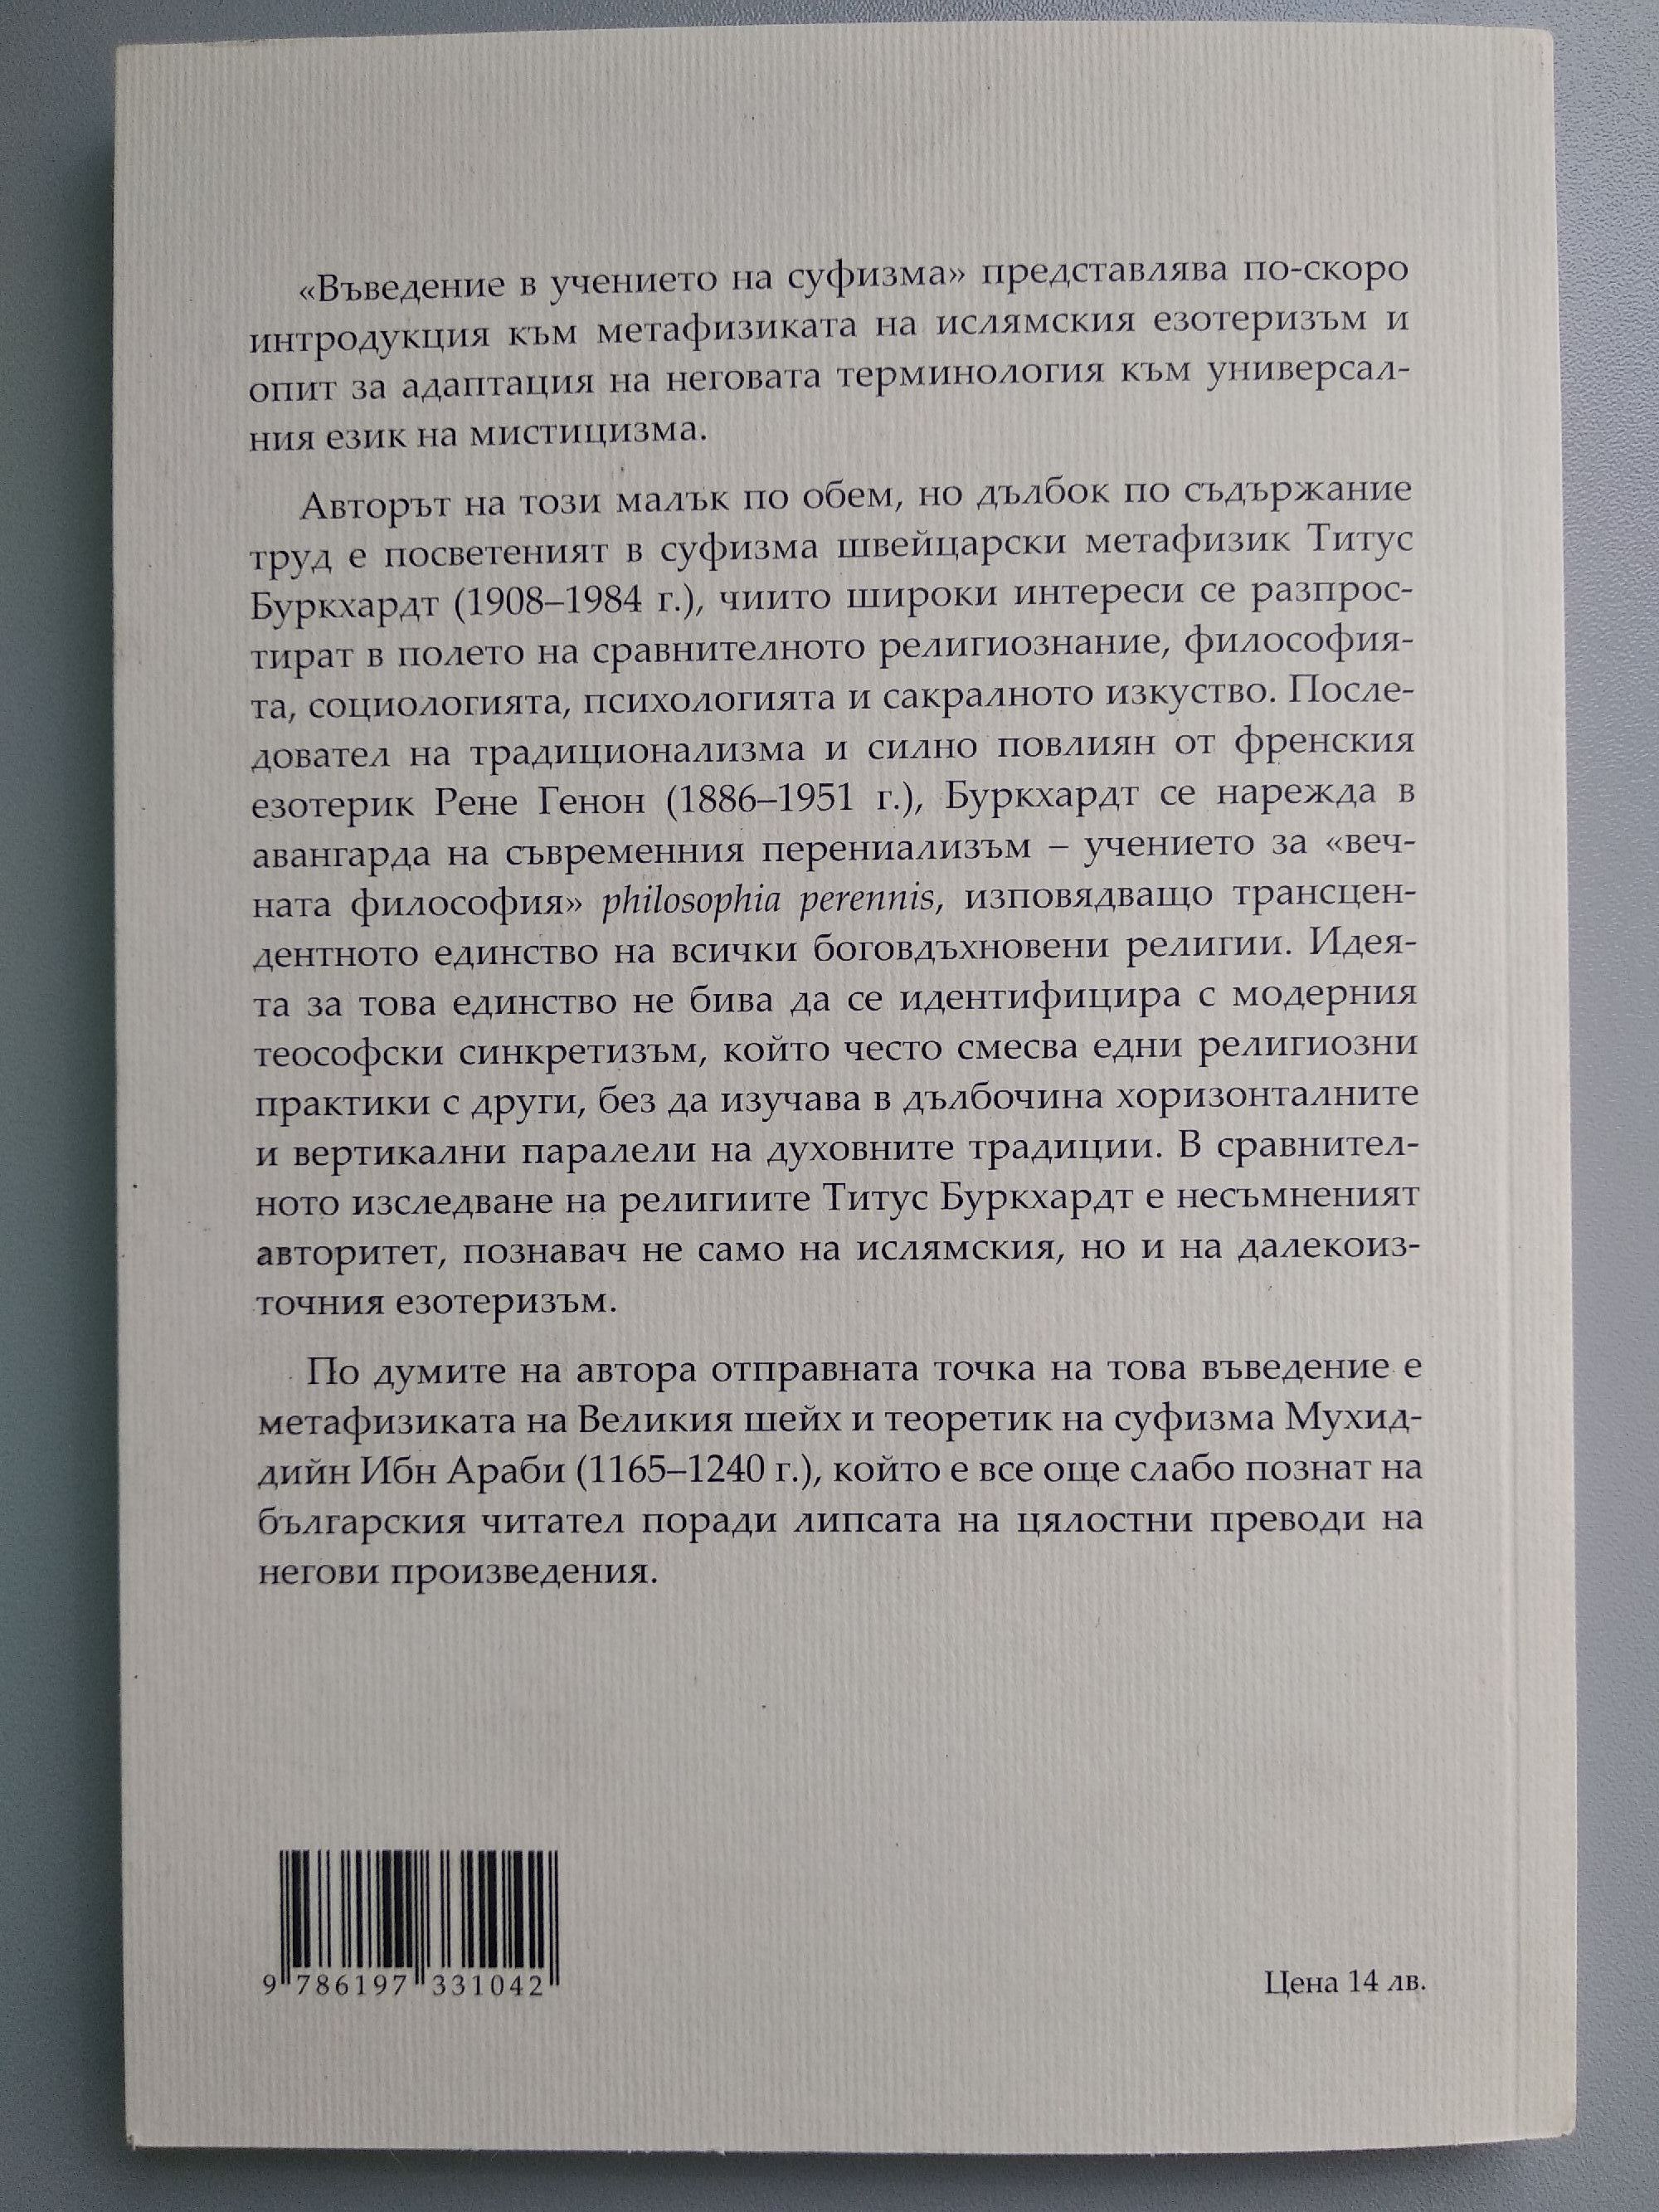 «Въведение в учението на суфизма» представлява по-скоро
интродукция към метафизиката на ислямския езотеризъм и
опит за адаптация на неговата терминология към универсал-
ния език на мистицизма.
Авторът на този малък по обем, но дълбок по съдържание
труд е посветеният в суфизма швейцарски метафизик Титус
Буркхардт (1908–1984 г.), чиито широки интереси се разпрос-
тират в полето на сравнителното религиознание, философия-
та, социологията, психологията и сакралното изкуство. После-
довател на традиционализма и силно повлиян от френския
езотерик Рене Генон (1886–1951 г.), Буркхардт се нарежда в
авангарда на съвременния перениализъм – учението за «веч-
ната философия» philosophia perennis, изповядващо трансцен-
дентното единство на всички боговдъхновени религии. Идея-
та за това единство не бива да се идентифицира с модерния
теософски синкретизъм, който често смесва едни религиозни
практики с други, без да изучава в дълбочина хоризонталните
и вертикални паралели на духовните традиции. В сравнител-
ното изследване на религиите Титус Буркхардт е несъмненият
авторитет, познавач не само на ислямския, но и на далекоиз-
точния езотеризъм.
По думите на автора отправната точка на това въведение е
метафизиката на Великия шейх и теоретик на суфизма Мухид-
дийн Ибн Араби (1165–1240 г.), който е все още слабо познат на
българския читател поради липсата на цялостни преводи на
негови произведения.
9 786197 331042
Цена 14 лв.